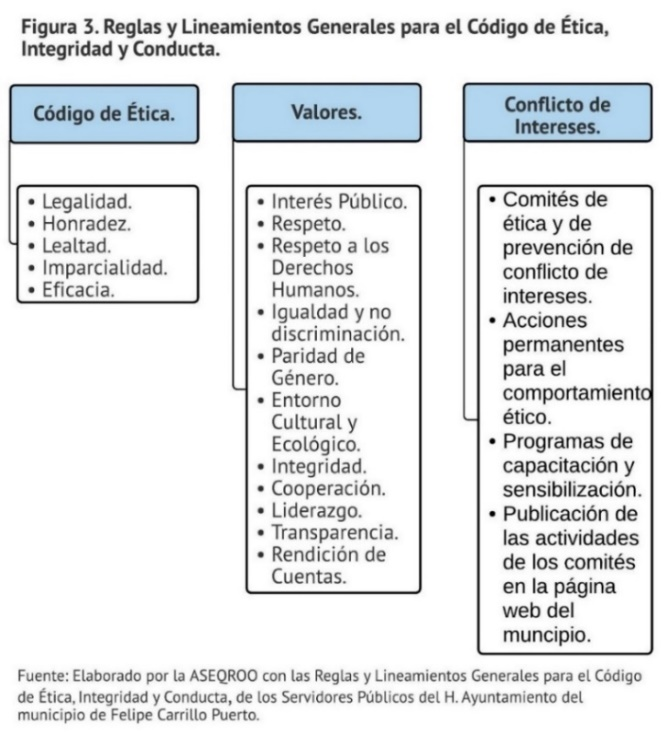 Figura 3. Reglas y Lineamientos Generales para el Código de Ética,
Integridad y Conducta.
Código de Ética.
• Legalidad.
• Honradez.
• Lealtad.
• Imparcialidad.
• Eficacia.
Valores.
• Interés Público.
• Respeto.
• Respeto a los
Derechos
Humanos.
• Igualdad y no
discriminación.
• Paridad de
Género.
• Entorno
Cultural y
Ecológico.
• Integridad.
• Cooperación.
• Liderazgo.
• Transparencia.
• Rendición de
Cuentas.
Conflicto de
Intereses.
• Comités de
ética y de
prevención de
conflicto de
intereses.
• Acciones
permanentes
para el
comportamiento
ético.
• Programas de
capacitación y
sensibilización.
• Publicación de
las actividades
de los comités
en la página
web del
muncipio.
Fuente: Elaborado por la ASEQROO con las Reglas y Lineamientos Generales para el Código
de Ética, Integridad y Conducta, de los Servidores Públicos del H. Ayuntamiento del
municipio de Felipe Carrillo Puerto.